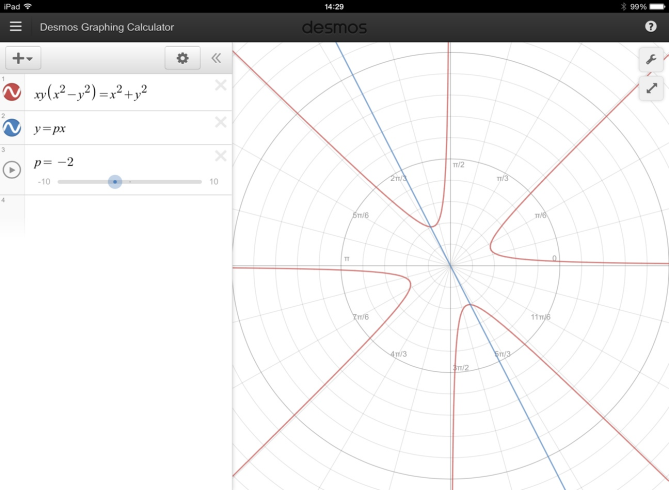 iPad 14:29 99%
Desmos Graphing Calculator desmos ?
1 xy(x²−y²)=x²+y²
2 y=px
3 p= −2
-10 10
4
π/2
2π/3 π/3
5π/6 π/6
π 0
7π/6 11π/6
4π/3 5π/3
3π/2